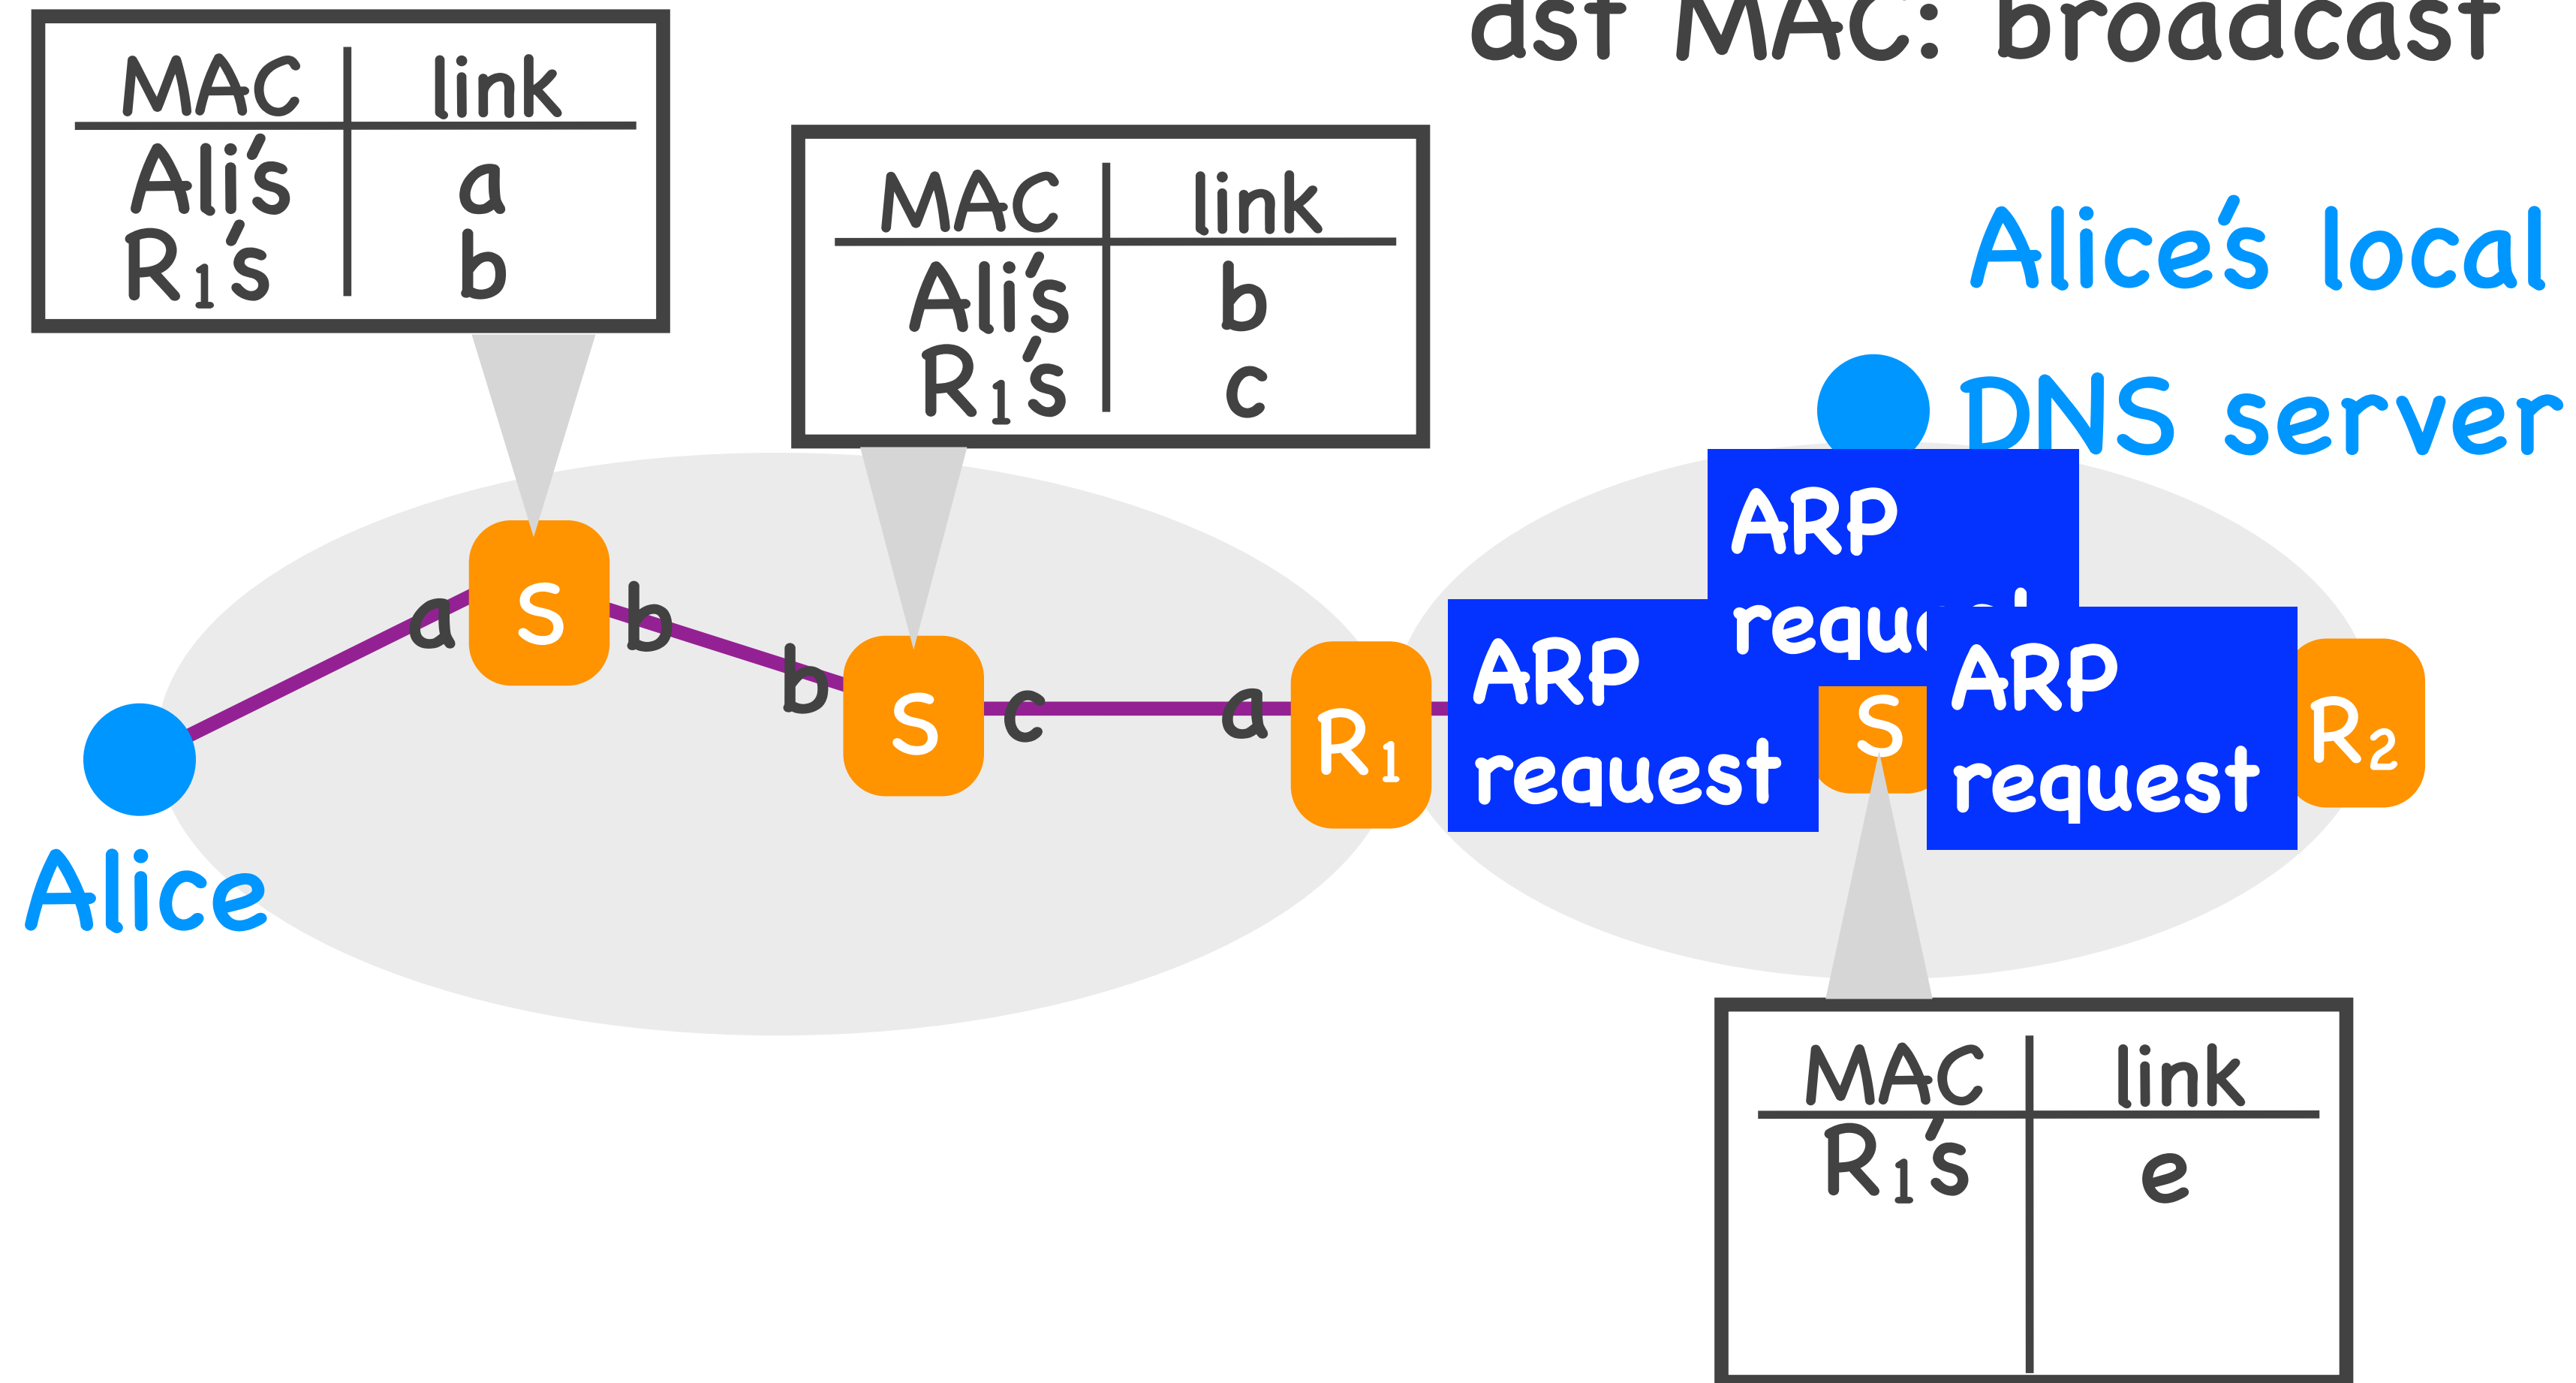 dst MAC: broadcast
MAC link
Ali's a
R1's b
MAC link
Ali's b
R1's c
Alice's local
DNS server
a
S
b
b
S
c
a
R1
ARP
ARP
request
ARP
request
S
R2
Alice
MAC link
R1's e